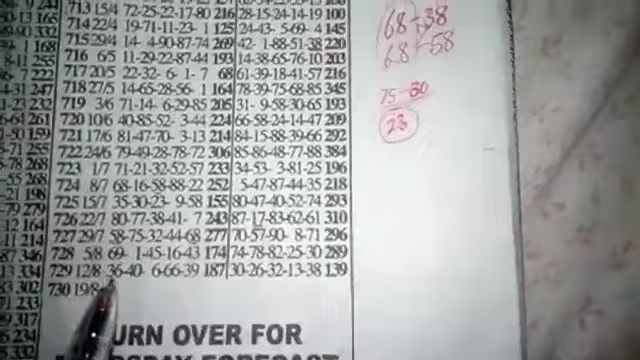 713 15/4 72-25-22-17-80 216 28-15-24-14-19 100
714 22/4 19-71-11-23- 1 125 24-43- 5-69- 4 145
715 29/4 14- 4-90-87-74 269 42- 1-88-51-38 220
716 6/5 11-29-22-87-44 193 14-38-65-76-10 203
717 20/5 22-32- 6- 1- 7 68 61-39-18-41-57 216
718 27/5 14-65-28-56- 1 164 78-39-75-68-85 345
719 3/6 71-14- 6-29-85 205 31- 9-58-30-65 193
720 10/6 40-85-52- 3-44 224 66-58-24-14-47 209
721 17/6 81-47-70- 3-13 214 84-15-88-39-66 292
722 24/6 79-49-28-78-72 306 85-86-48-77-88 384
723 1/7 71-21-32-52-57 233 34-53- 3-81-25 196
724 8/7 68-16-58-88-22 252 5-47-87-44-35 218
725 15/7 35-30-23- 9-58 155 80-47-40-52-74 293
726 22/7 80-77-38-41- 7 243 87-17-83-62-61 310
727 29/7 58-75-32-44-68 277 70-57-90- 8-71 296
728 5/8 69- 1-45-16-43 174 74-78-82-25-30 289
729 12/8 36-40- 6-66-39 187 30-26-32-13-38 139
730 19/8
URN OVER FOR
68-38
68-58
75-30
23